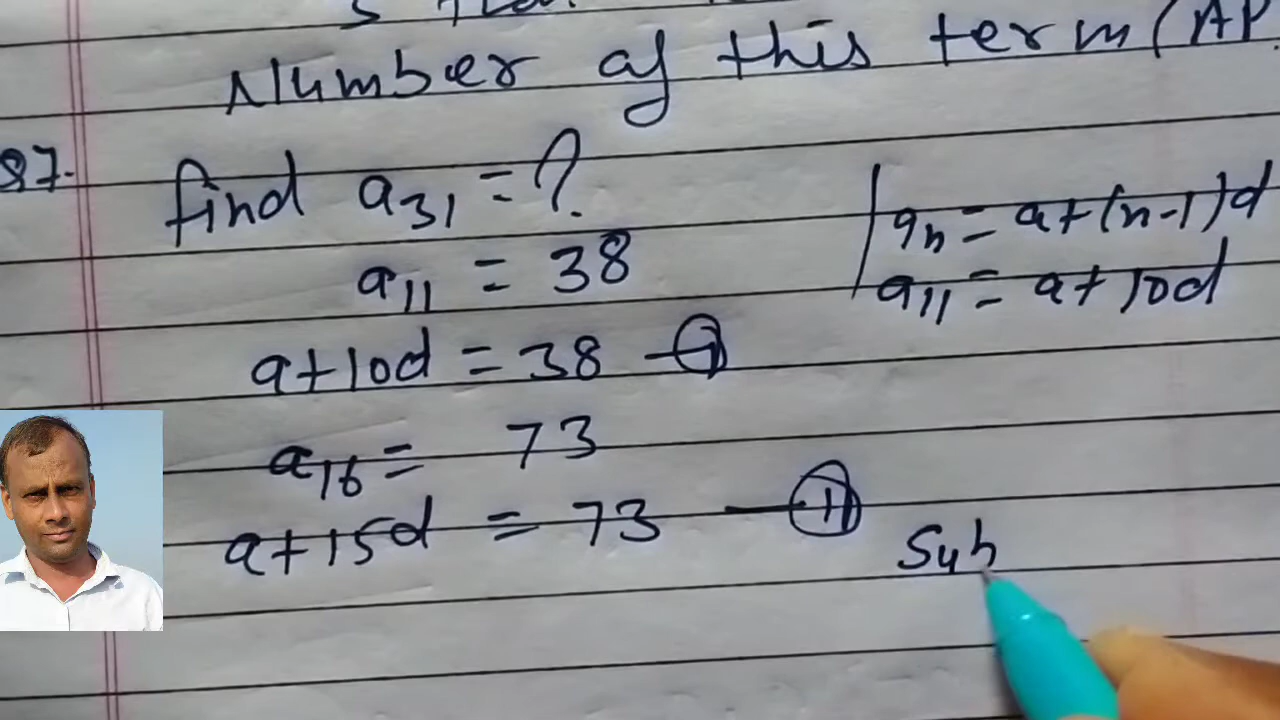 Number of this term (AP.
87. find a₃₁ = ?
aₙ = a+(n-1)d
a₁₁ = 38
a₁₁ = a+10d
a+10d = 38 — I
a₁₆ = 73
a+15d = 73 — II
Sub